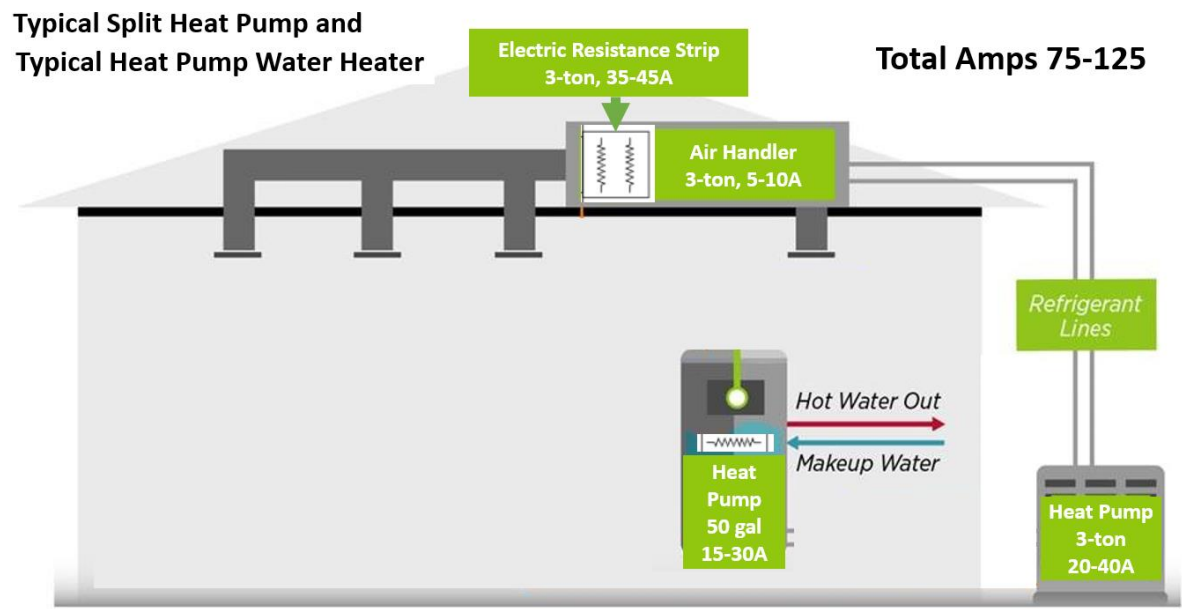 Typical Split Heat Pump and
Typical Heat Pump Water Heater
Electric Resistance Strip
3-ton, 35-45A
Total Amps 75-125
Air Handler
3-ton, 5-10A
Refrigerant
Lines
Hot Water Out
Makeup Water
Heat
Pump
50 gal
15-30A
Heat Pump
3-ton
20-40A